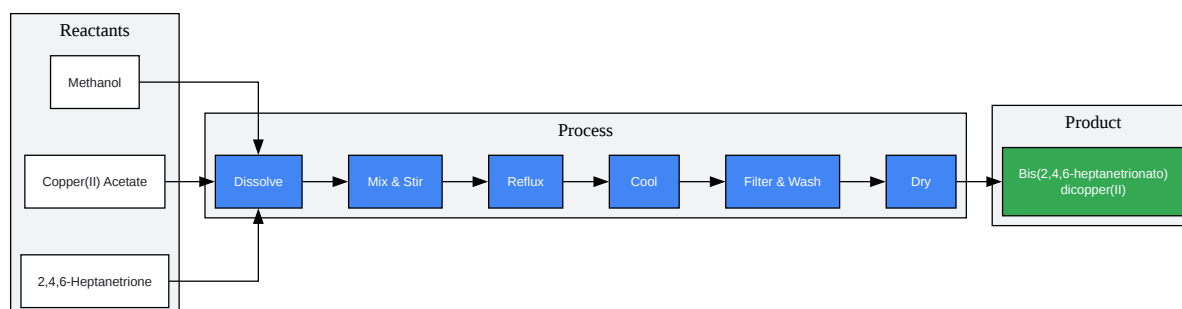 Reactants
Methanol
Copper(II) Acetate
2,4,6-Heptanetrione
Process
Dissolve
Mix & Stir
Reflux
Cool
Filter & Wash
Dry
Product
Bis(2,4,6-heptanetrionato)
dicopper(II)